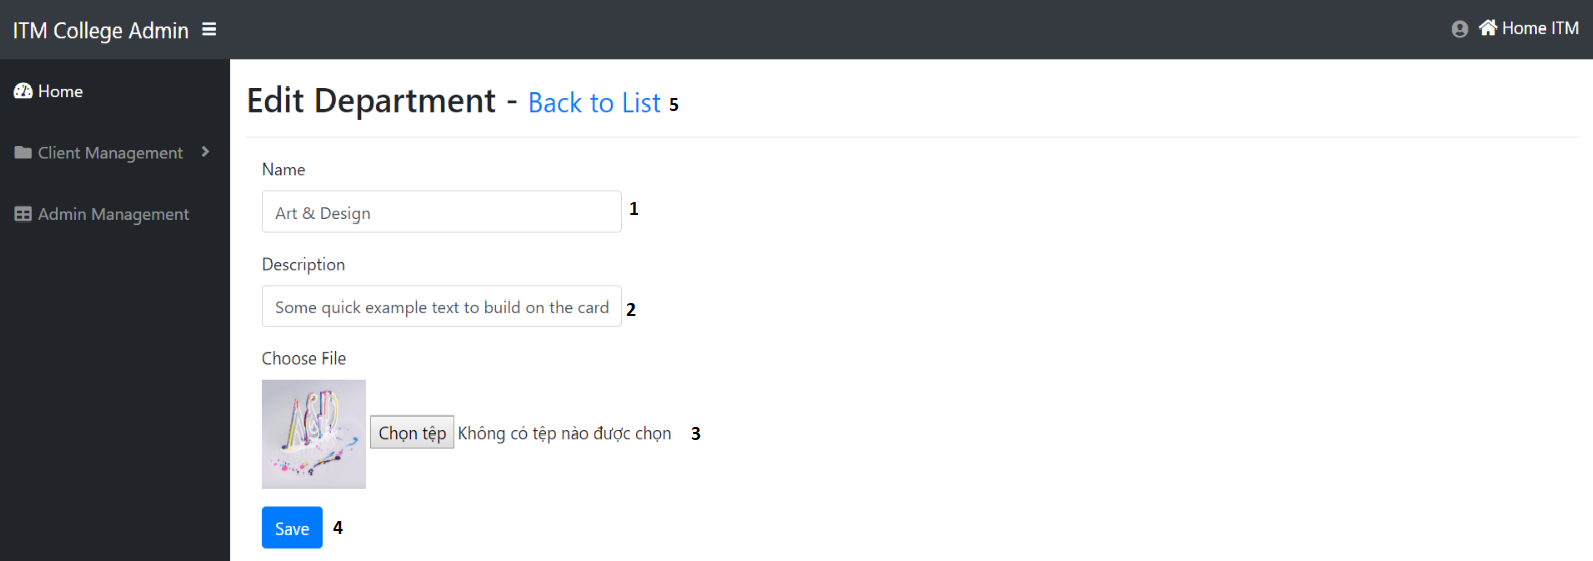 ITM College Admin
Home ITM
Home
Client Management
Admin Management
Edit Department - Back to List 5
Name
Art & Design 1
Description
Some quick example text to build on the card 2
Choose File
A&D
Chọn tệp Không có tệp nào được chọn 3
Save 4